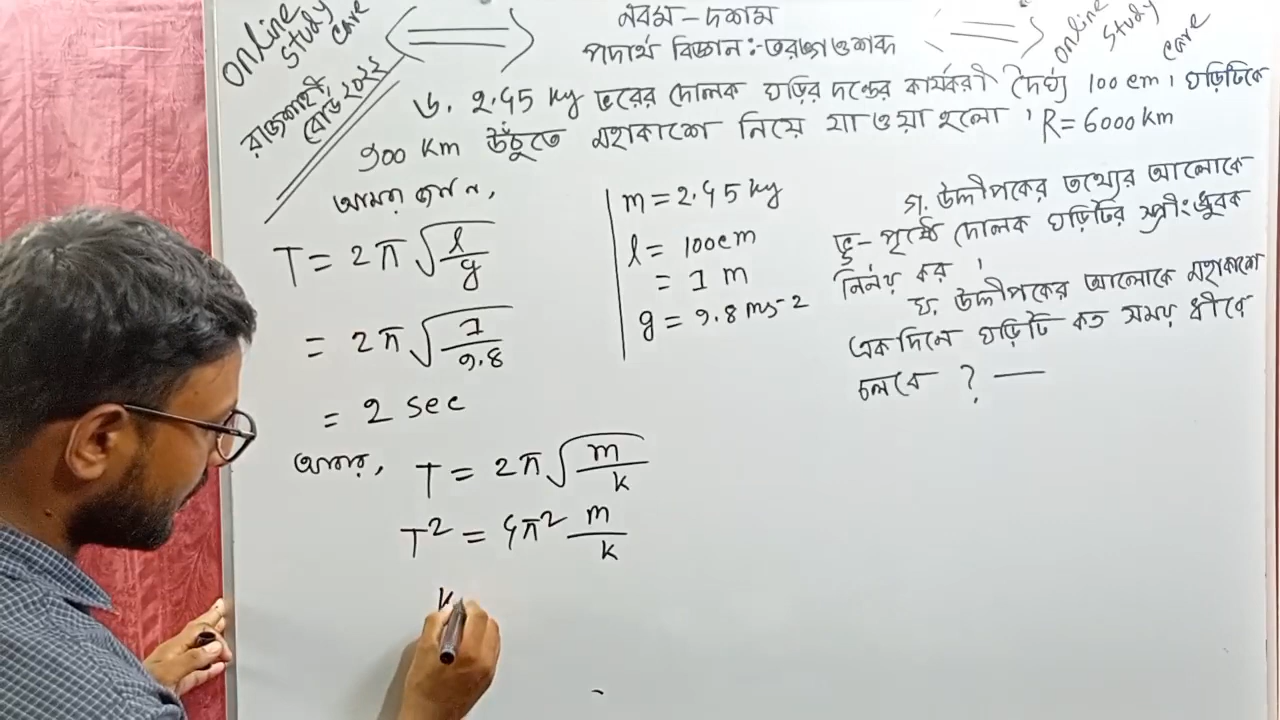 Online Study Care
নবম - দশম
Online Study Care
পদার্থ বিজ্ঞান :- তরঙ্গ ও শব্দ
রাজশাহী, বোর্ড ২০২২
৬. 2.45 kg ভরের দোলক ঘড়ির দন্ডের কার্যকরী দৈর্ঘ্য 100 cm। ঘড়িটিকে
900 Km উঁচুতে মহাকাশে নিয়ে যাওয়া হলো । R = 6000 km
আমরা জানি,
T = 2π√(l/g)
= 2π√(1/9.8)
= 2 sec
আবার, T = 2π√(m/k)
T² = 4π² m/k
K
m = 2.45 kg
l = 100cm
= 1 m
g = 9.8 ms-2
গ. উদ্দীপকের তথ্যের আলোকে
ভূ-পৃষ্ঠে দোলক ঘড়িটির স্প্রীং ধ্রুবক
নির্ণয় কর ।
ঘ. উদ্দীপকের আলোকে মহাকাশে
একদিনে ঘড়িটি কত সময় ধীরে
চলবে ?